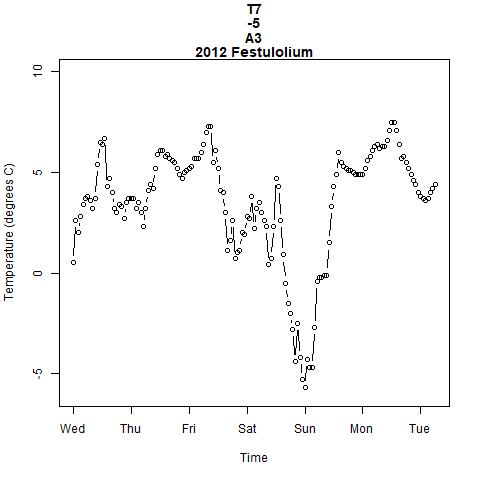 T7
-5
A3
2012 Festulolium
10
5
0
-5
Temperature (degrees C)
Wed Thu Fri Sat Sun Mon Tue
Time